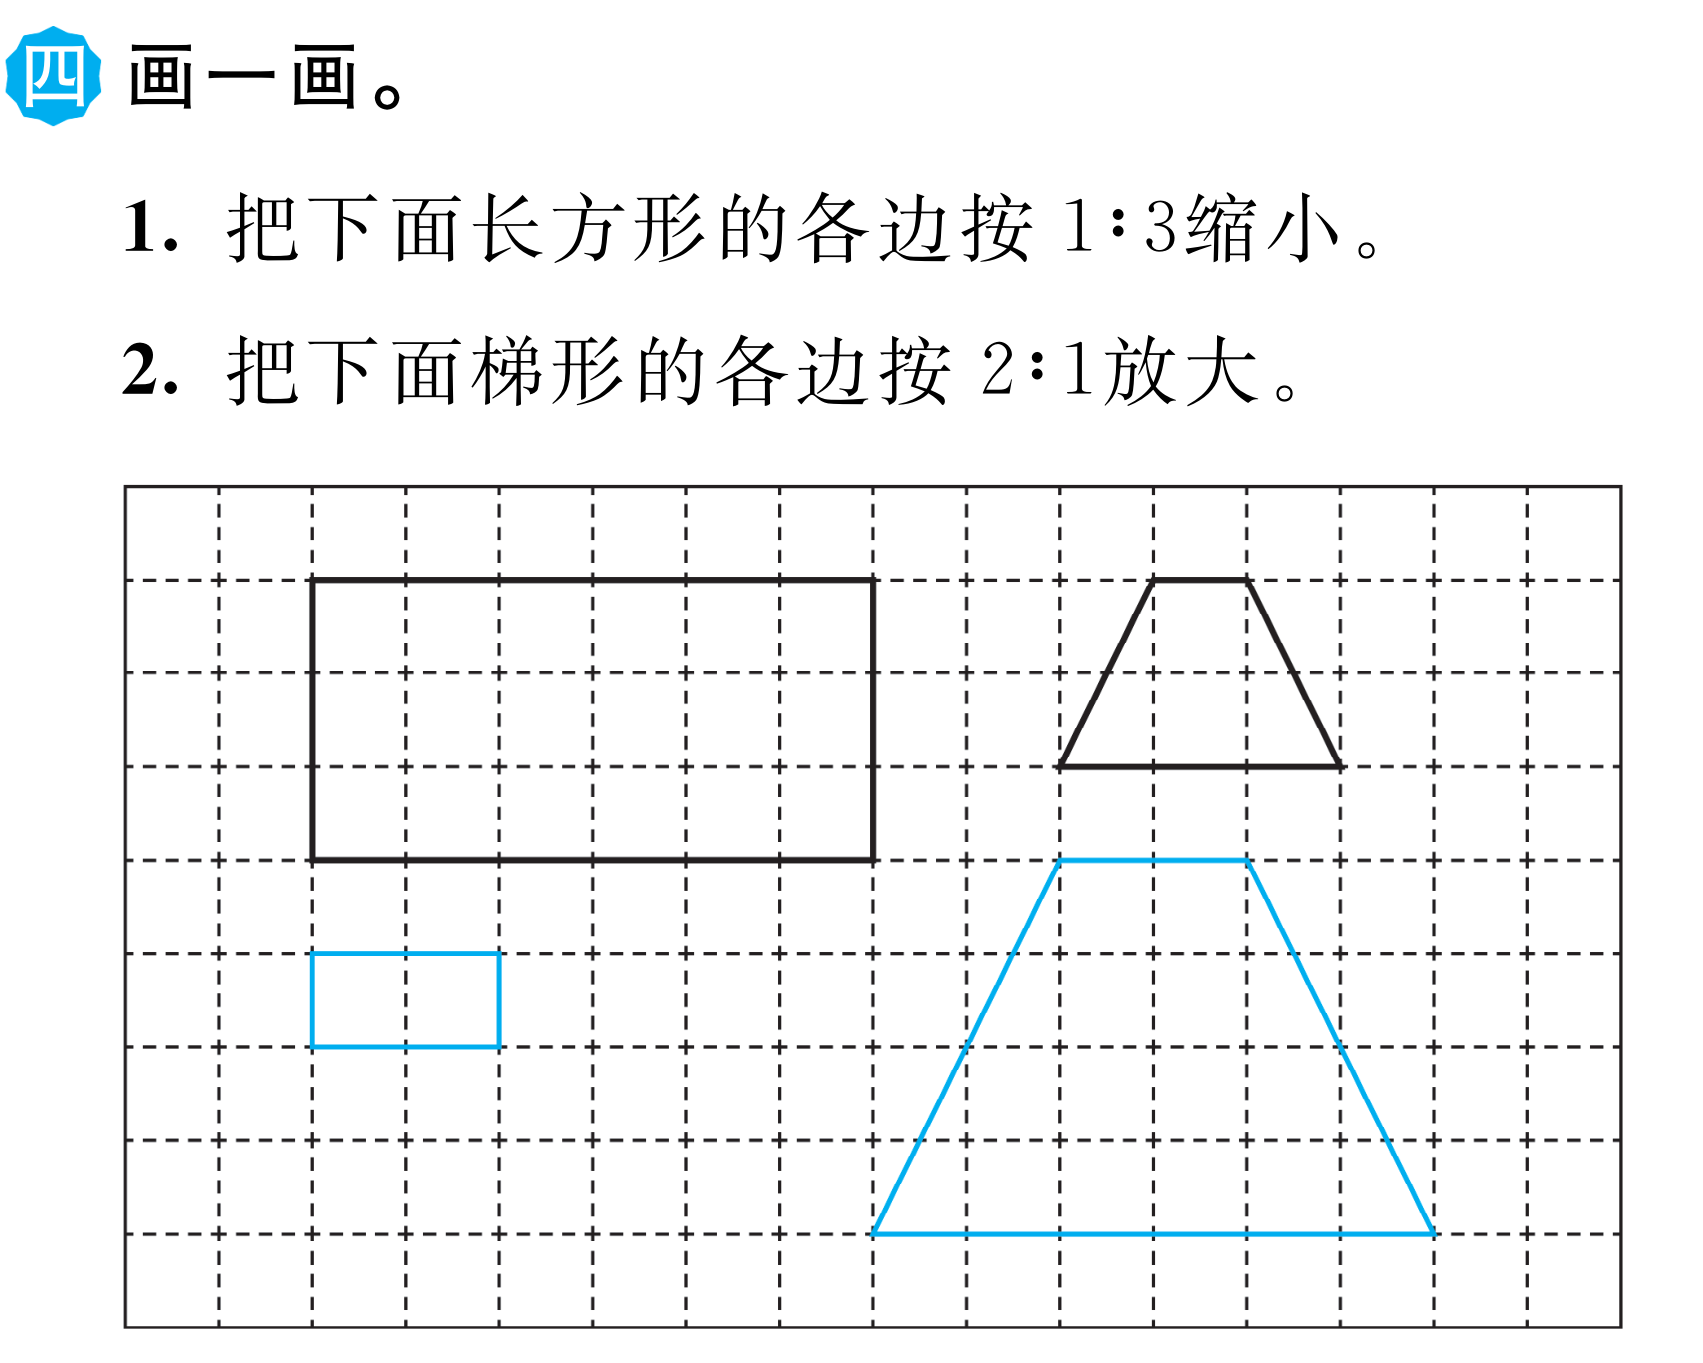 四 画一画。
1. 把下面长方形的各边按 1∶3缩小。
2. 把下面梯形的各边按 2∶1放大。